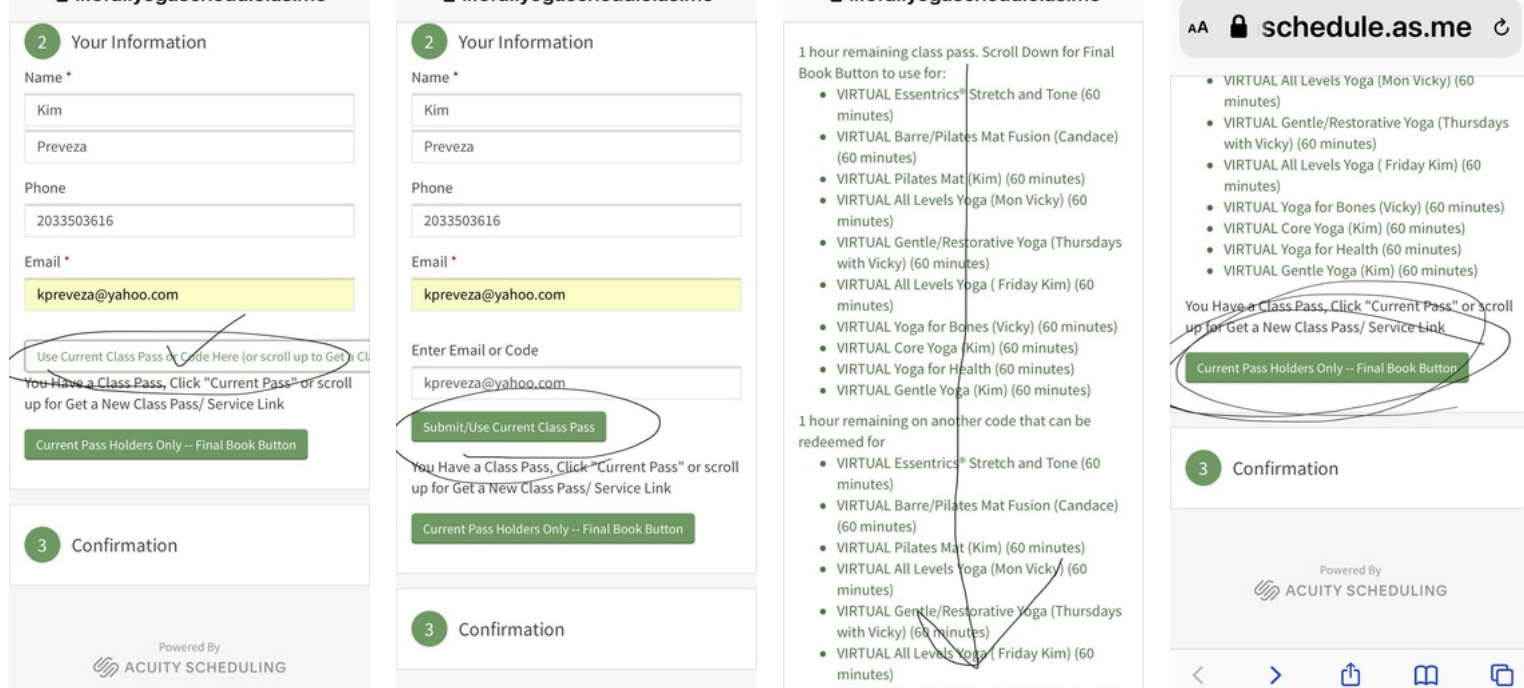 2 Your Information
Name *
Kim
Preveza
Phone
2033503616
Email *
kpreveza@yahoo.com
Use Current Class Pass or Code Here (or scroll up to Get a Cl
You Have a Class Pass, Click "Current Pass" or scroll
up for Get a New Class Pass/ Service Link
Current Pass Holders Only -- Final Book Button
3 Confirmation
Powered By
ACUITY SCHEDULING
2 Your Information
Name *
Kim
Preveza
Phone
2033503616
Email *
kpreveza@yahoo.com
Enter Email or Code
kpreveza@yahoo.com
Submit/Use Current Class Pass
You Have a Class Pass, Click "Current Pass" or scroll
up for Get a New Class Pass/ Service Link
Current Pass Holders Only -- Final Book Button
3 Confirmation
1 hour remaining class pass. Scroll Down for Final
Book Button to use for:
• VIRTUAL Essentrics® Stretch and Tone (60
minutes)
• VIRTUAL Barre/Pilates Mat Fusion (Candace)
(60 minutes)
• VIRTUAL Pilates Mat (Kim) (60 minutes)
• VIRTUAL All Levels Yoga (Mon Vicky) (60
minutes)
• VIRTUAL Gentle/Restorative Yoga (Thursdays
with Vicky) (60 minutes)
• VIRTUAL All Levels Yoga ( Friday Kim) (60
minutes)
• VIRTUAL Yoga for Bones (Vicky) (60 minutes)
• VIRTUAL Core Yoga (Kim) (60 minutes)
• VIRTUAL Yoga for Health (60 minutes)
• VIRTUAL Gentle Yoga (Kim) (60 minutes)
1 hour remaining on another code that can be
redeemed for
• VIRTUAL Essentrics® Stretch and Tone (60
minutes)
• VIRTUAL Barre/Pilates Mat Fusion (Candace)
(60 minutes)
• VIRTUAL Pilates Mat (Kim) (60 minutes)
• VIRTUAL All Levels Yoga (Mon Vicky) (60
minutes)
• VIRTUAL Gentle/Restorative Yoga (Thursdays
with Vicky) (60 minutes)
• VIRTUAL All Levels Yoga ( Friday Kim) (60
minutes)
AA schedule.as.me
• VIRTUAL All Levels Yoga (Mon Vicky) (60
minutes)
• VIRTUAL Gentle/Restorative Yoga (Thursdays
with Vicky) (60 minutes)
• VIRTUAL All Levels Yoga ( Friday Kim) (60
minutes)
• VIRTUAL Yoga for Bones (Vicky) (60 minutes)
• VIRTUAL Core Yoga (Kim) (60 minutes)
• VIRTUAL Yoga for Health (60 minutes)
• VIRTUAL Gentle Yoga (Kim) (60 minutes)
You Have a Class Pass, Click "Current Pass" or scroll
up for Get a New Class Pass/ Service Link
Current Pass Holders Only -- Final Book Button
3 Confirmation
Powered By
ACUITY SCHEDULING